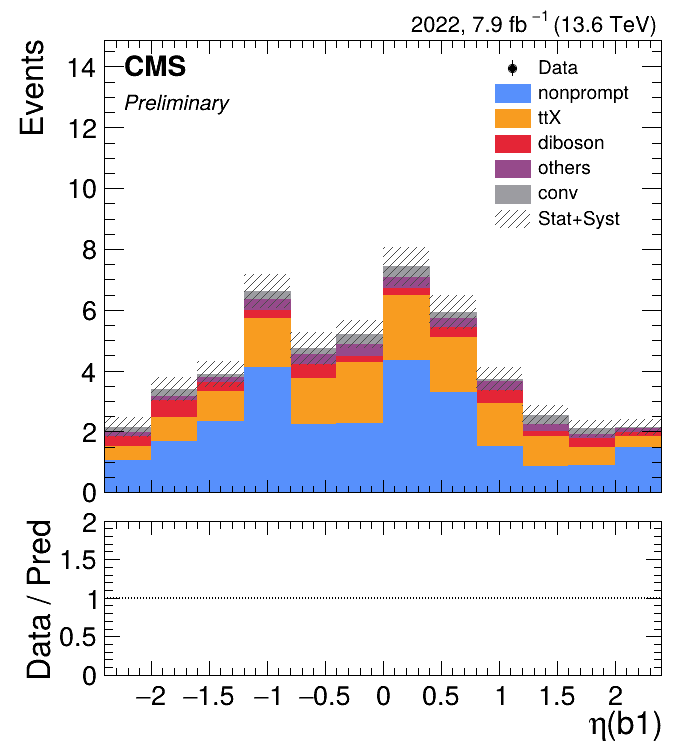 2022, 7.9 fb⁻¹ (13.6 TeV)
Events
14
12
10
8
6
4
2
0
CMS
Preliminary
Data
nonprompt
ttX
diboson
others
conv
Stat+Syst
Data / Pred
2
1.5
1
0.5
0
−2 −1.5 −1 −0.5 0 0.5 1 1.5 2
η(b1)